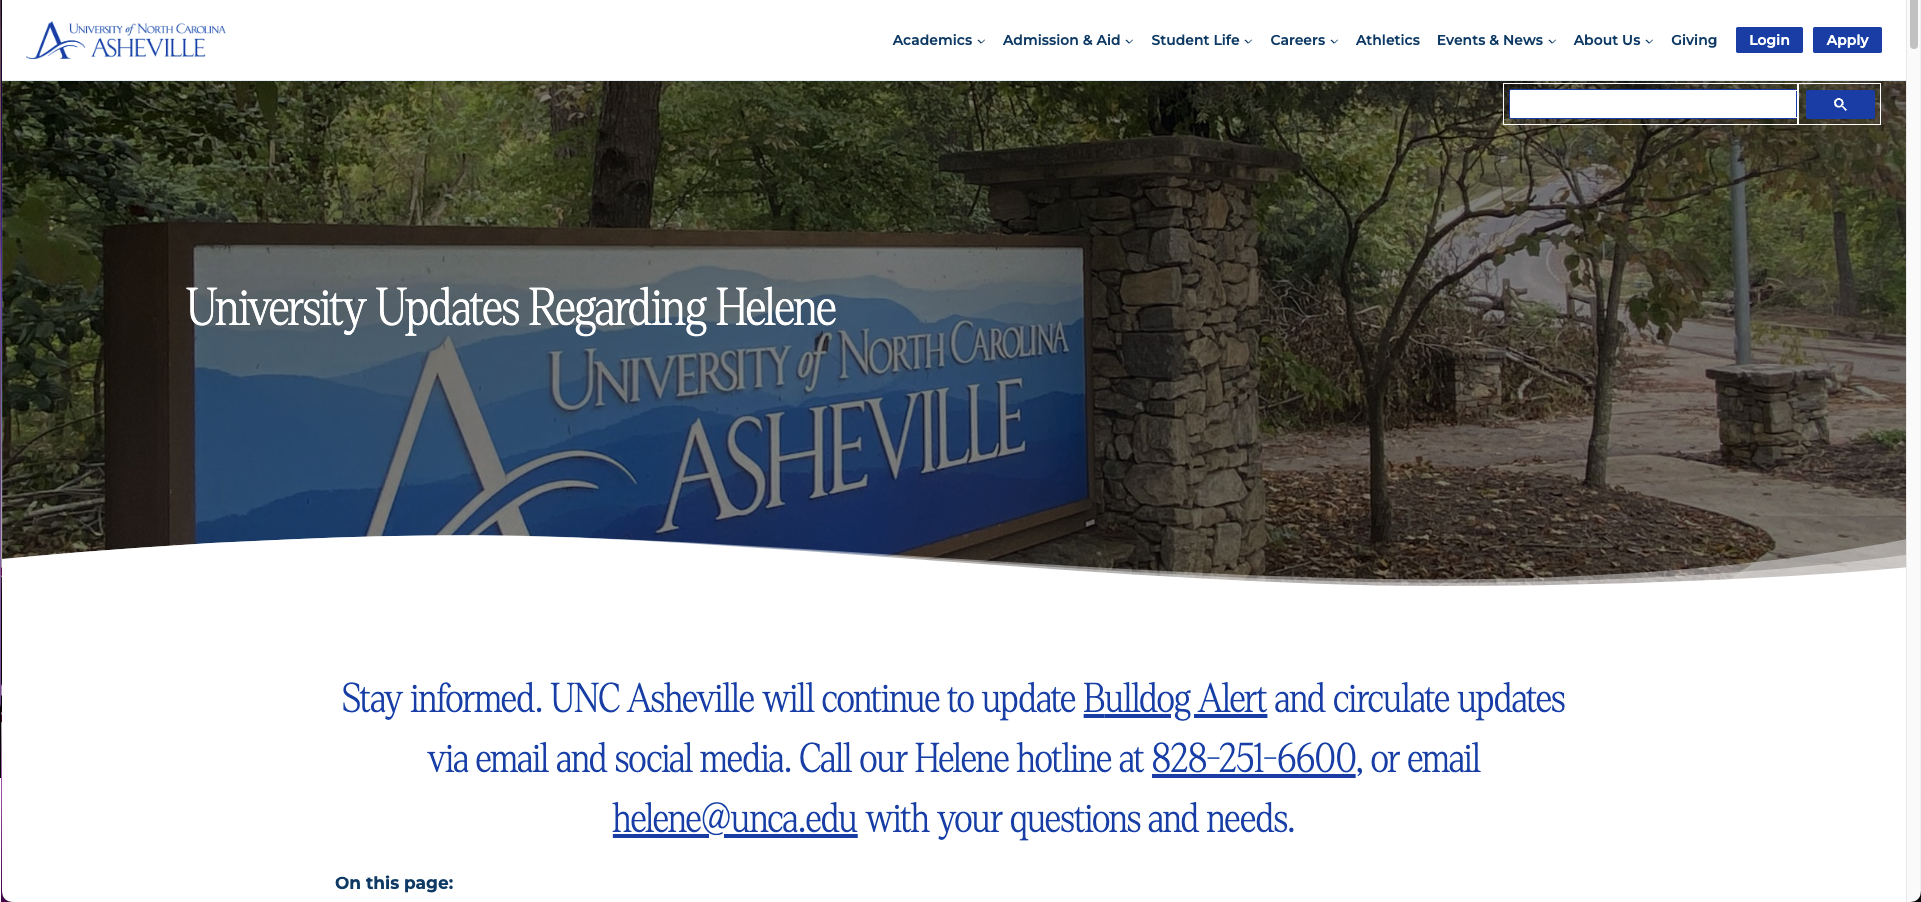 UNIVERSITY of NORTH CAROLINA
ASHEVILLE
Academics
Admission & Aid
Student Life
Careers
Athletics
Events & News
About Us
Giving
Login
Apply
University Updates Regarding Helene
UNIVERSITY of NORTH CAROLINA
ASHEVILLE
Stay informed. UNC Asheville will continue to update Bulldog Alert and circulate updates
via email and social media. Call our Helene hotline at 828-251-6600, or email
helene@unca.edu with your questions and needs.
On this page: